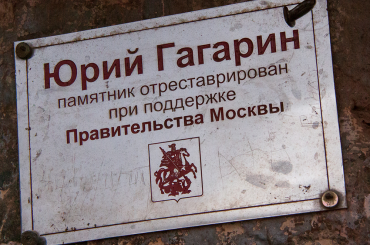 Юрий Гагарин
памятник отреставрирован
при поддержке
Правительства Москвы